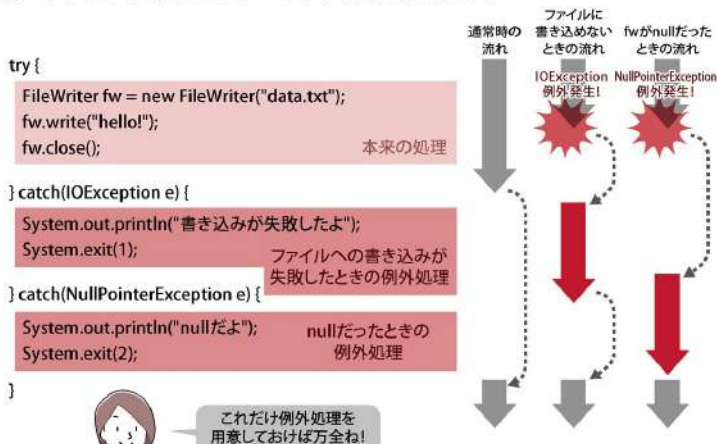 通常時の
流れ
ファイルに
書き込めない
ときの流れ
fwがnullだった
ときの流れ
IOException
例外発生!
NullPointerException
例外発生!
try {
FileWriter fw = new FileWriter("data.txt");
fw.write("hello!");
fw.close();
本来の処理
} catch(IOException e) {
System.out.println("書き込みが失敗したよ");
System.exit(1);
ファイルへの書き込みが
失敗したときの例外処理
} catch(NullPointerException e) {
System.out.println("nullだよ");
System.exit(2);
nullだったときの
例外処理
}
これだけ例外処理を
用意しておけば万全ね!